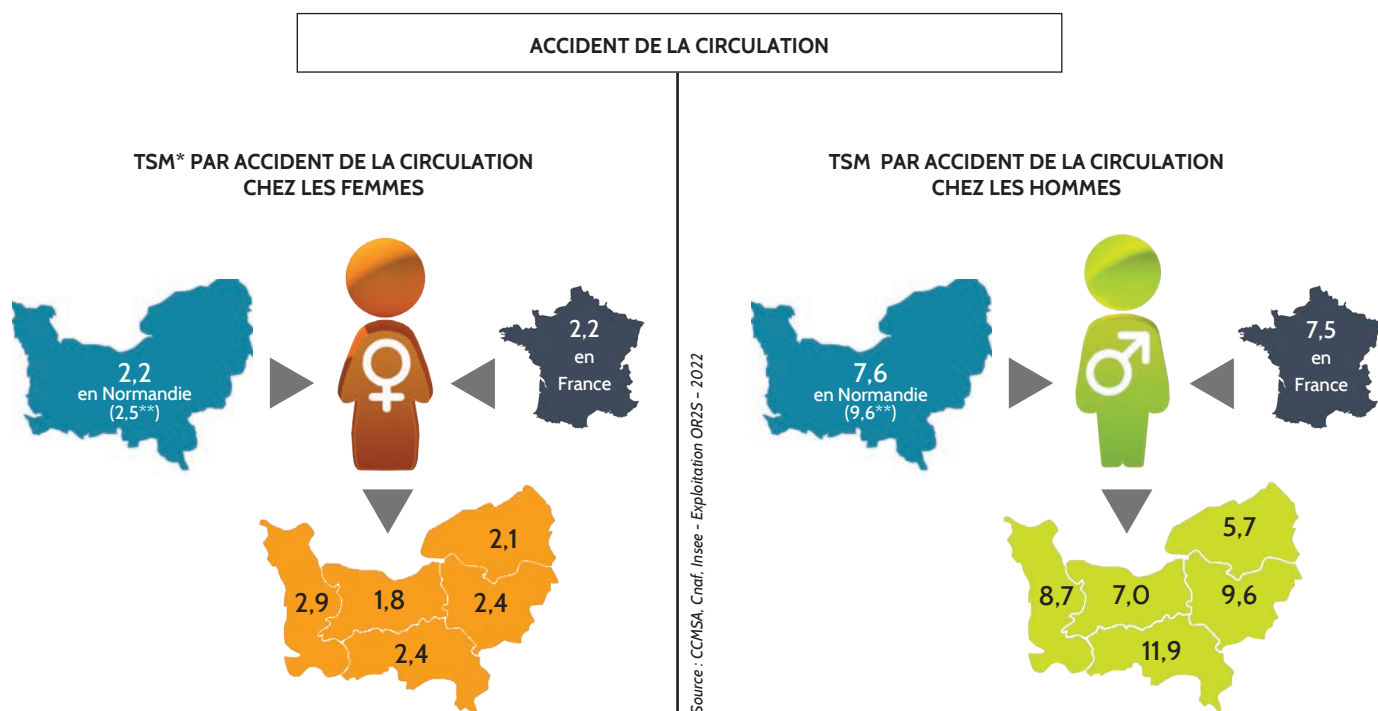 ACCIDENT DE LA CIRCULATION
TSM* PAR ACCIDENT DE LA CIRCULATION
CHEZ LES FEMMES
2,2
en Normandie
(2,5**)
2,2
en
France
2,1
2,9
1,8
2,4
2,4
Source : CCMSA, Cnaf, Insee - Exploitation OR2S - 2022
TSM PAR ACCIDENT DE LA CIRCULATION
CHEZ LES HOMMES
7,6
en Normandie
(9,6**)
7,5
en
France
5,7
8,7
7,0
9,6
11,9